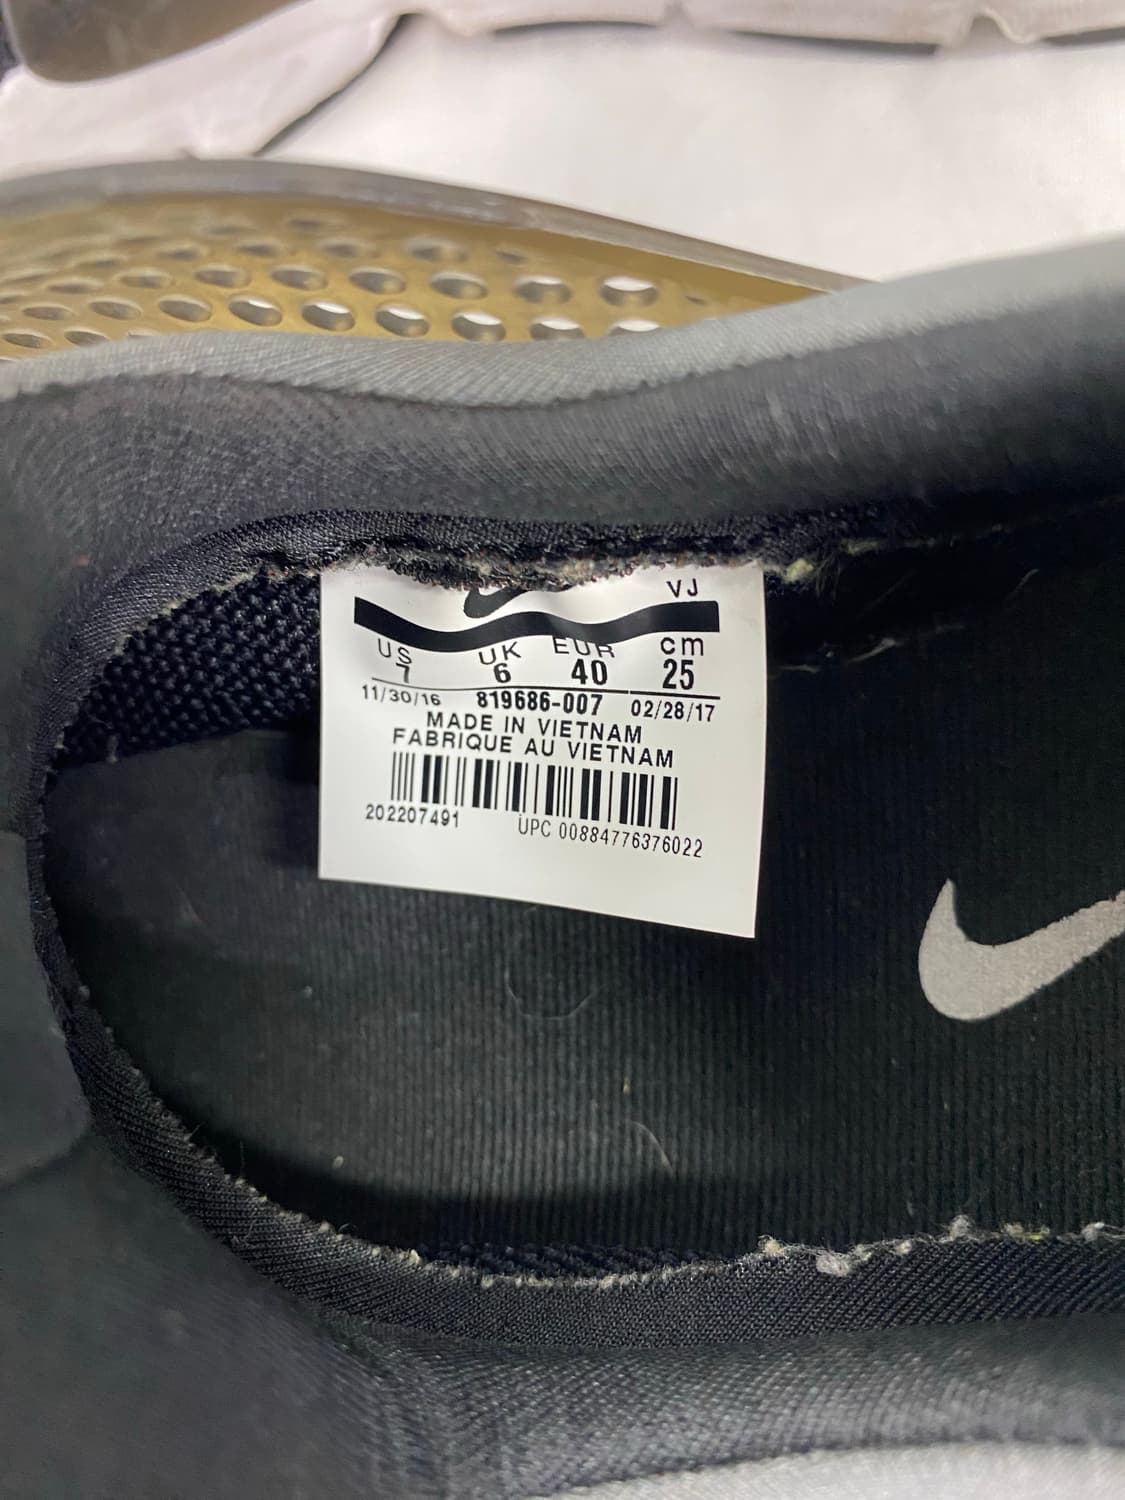 VJ
US UK EUR cm
7 6 40 25
11/30/16 819686-007 02/28/17
MADE IN VIETNAM
FABRIQUE AU VIETNAM
202207491 UPC 00884776376022